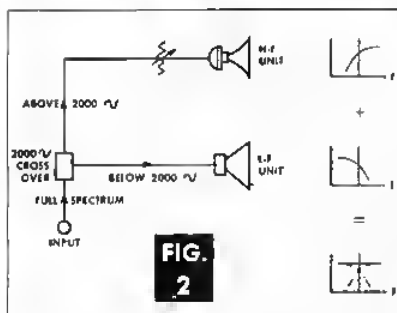 H-F
UNIT
ABOVE 2000 ∿
2000 ∿
CROSS
OVER
L-F
UNIT
BELOW 2000 ∿
FULL SPECTRUM
INPUT
FIG.
2
f
+
f
=
f